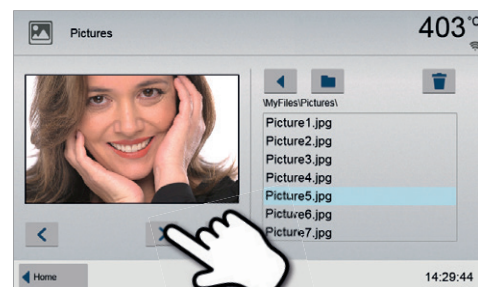 Pictures
403 °C
\MyFiles\Pictures\
Picture1.jpg
Picture2.jpg
Picture3.jpg
Picture4.jpg
Picture5.jpg
Picture6.jpg
Picture7.jpg
Home
14:29:44